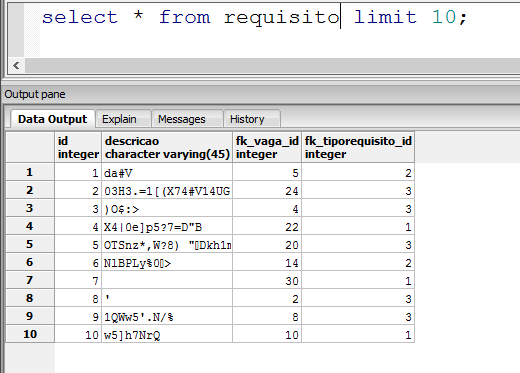 select * from requisito limit 10;
Output pane
Data Output Explain Messages History
id descricao fk_vaga_id fk_tiporequisito_id
integer character varying(45) integer integer
1 1 da#V 5 2
2 2 03H3.=1[(X74#V14UG 24 3
3 3 )O$:> 4 3
4 4 X4|0e]p5?7=D"B 22 1
5 5 OTSnz*,W?8) "▯Dkh1m 20 3
6 6 NlBPLy%0▯> 14 2
7 7 30 1
8 8 ' 2 3
9 9 1QWw5'.N/% 8 3
10 10 w5]h7NrQ 10 1